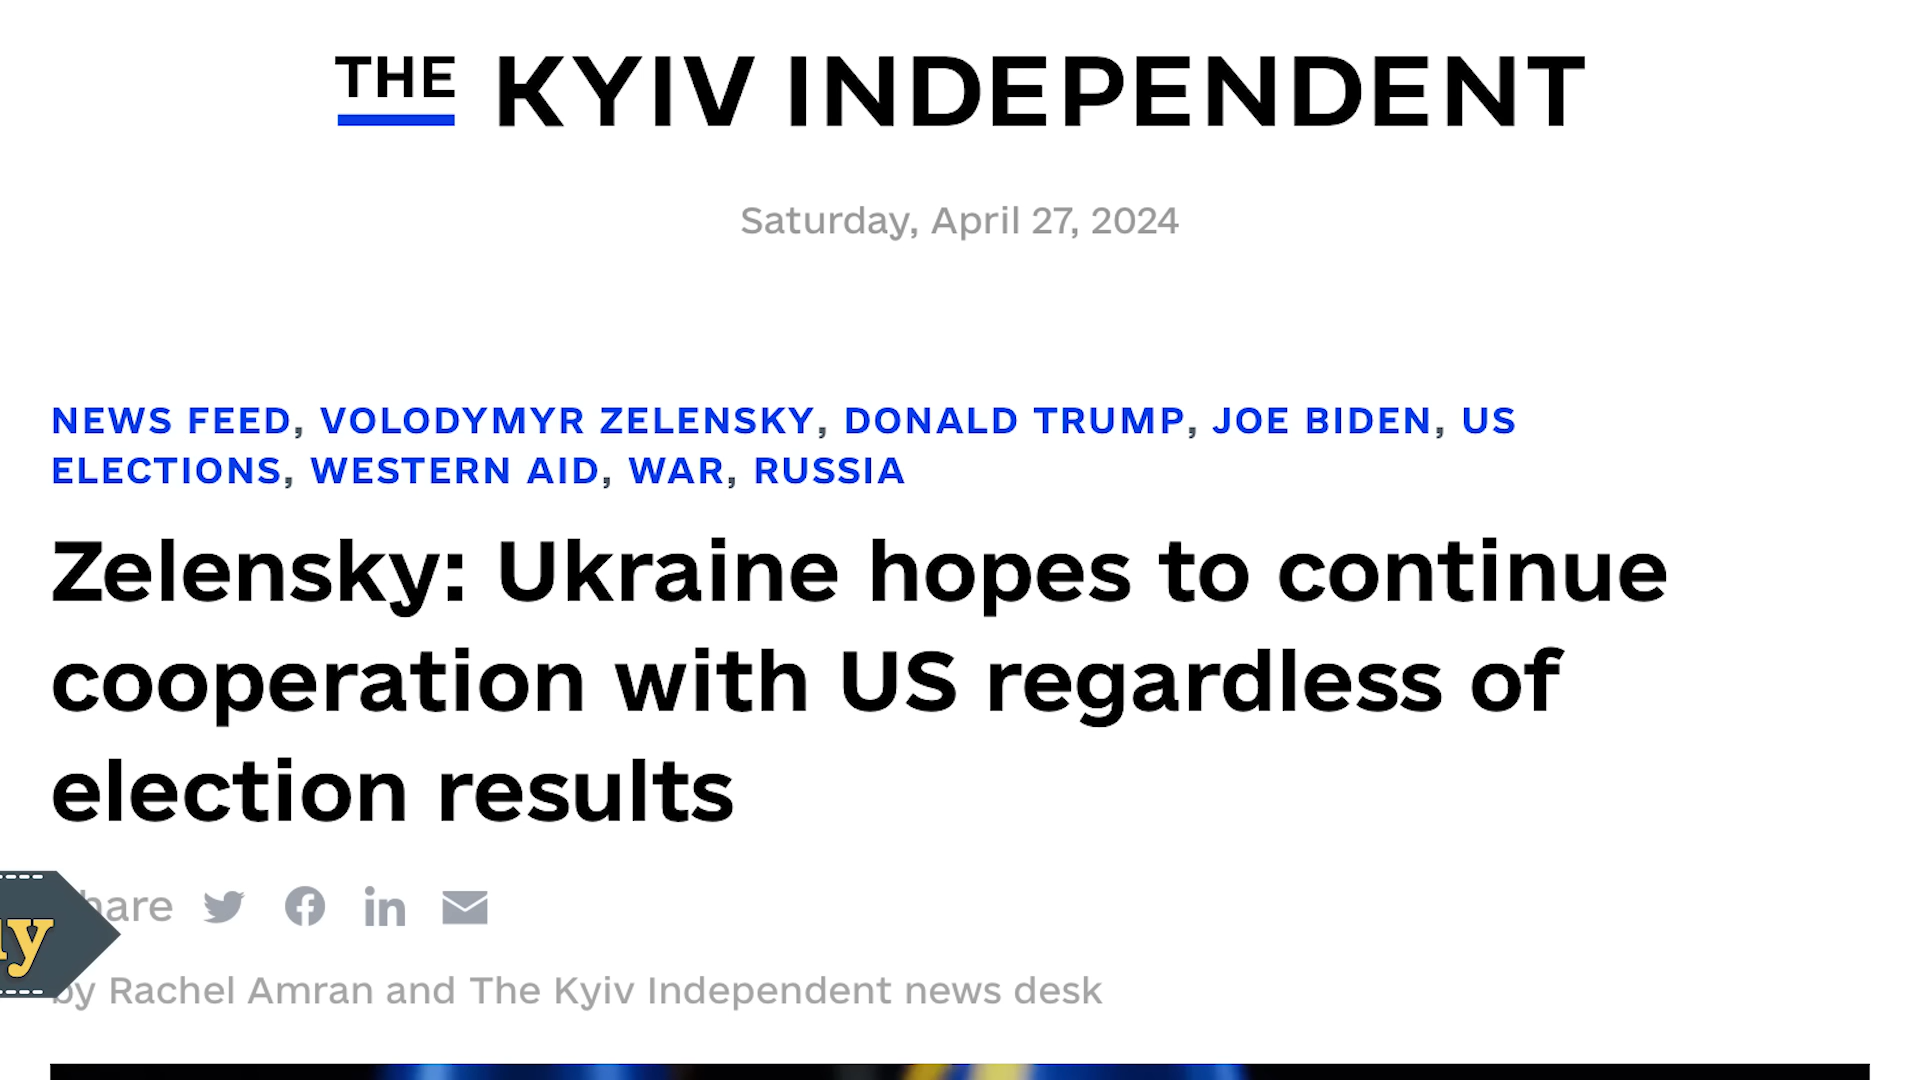 THE KYIV INDEPENDENT
Saturday, April 27, 2024
NEWS FEED, VOLODYMYR ZELENSKY, DONALD TRUMP, JOE BIDEN, US
ELECTIONS, WESTERN AID, WAR, RUSSIA
Zelensky: Ukraine hopes to continue
cooperation with US regardless of
election results
hare
y
by Rachel Amran and The Kyiv Independent news desk